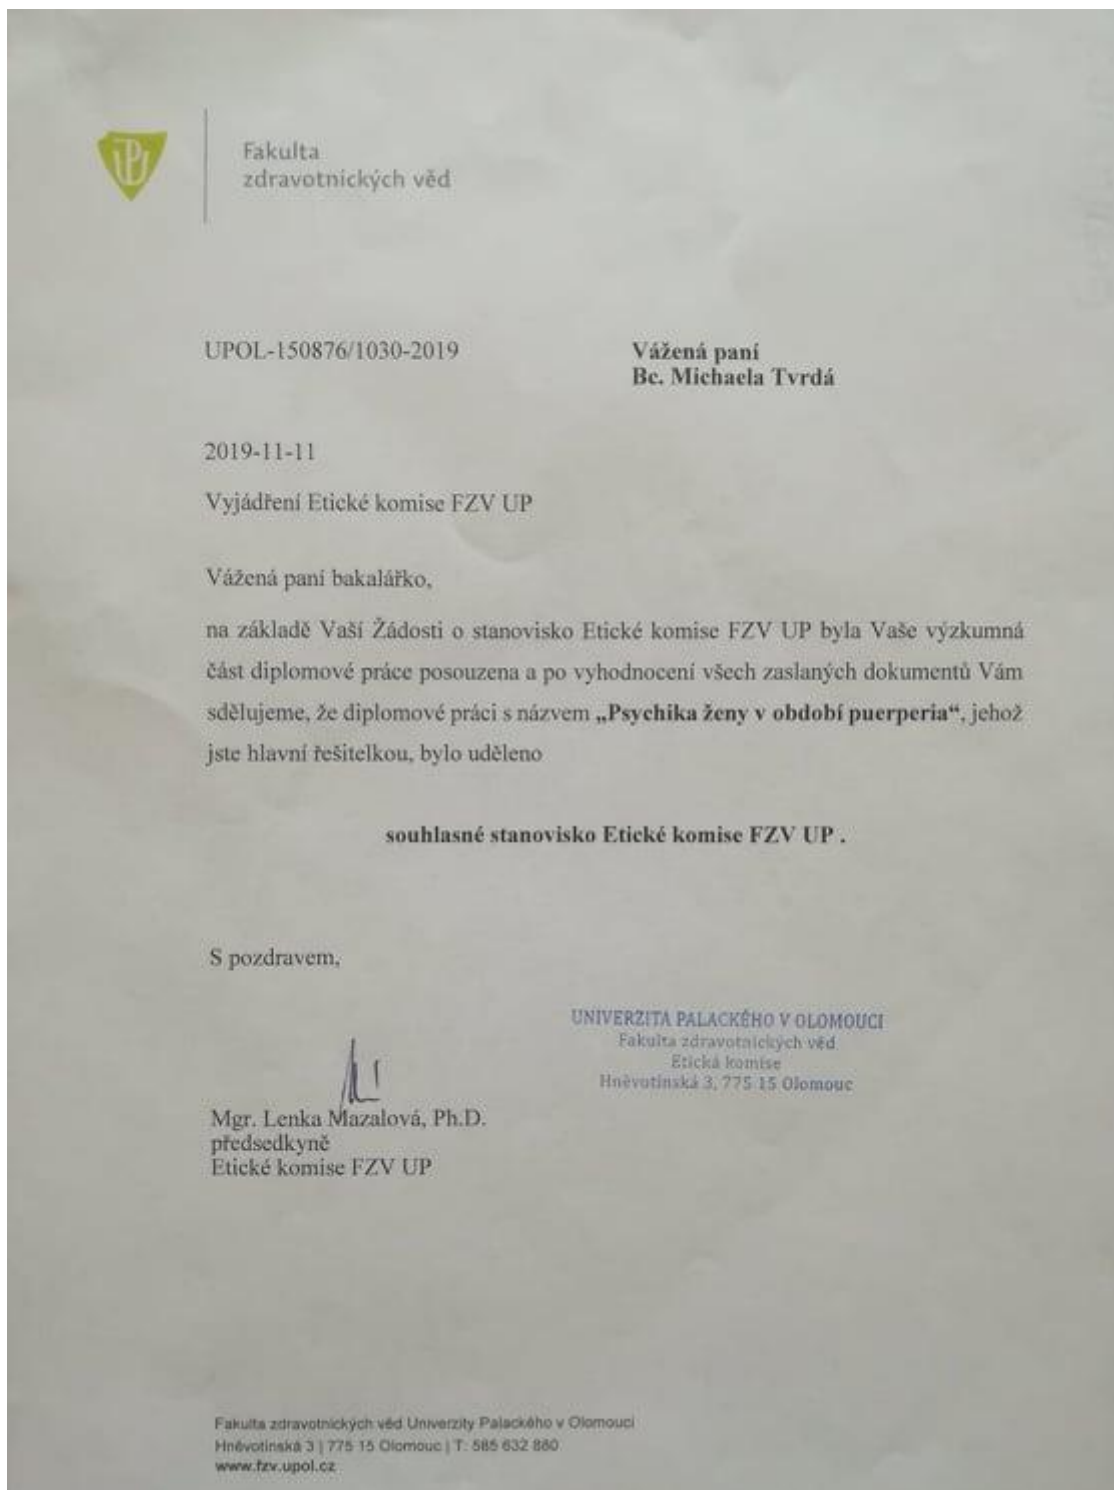 Fakulta
zdravotnických věd
UPOL-150876/1030-2019
Vážená paní
Bc. Michaela Tvrdá
2019-11-11
Vyjádření Etické komise FZV UP
Vážená paní bakalářko,
na základě Vaší Žádosti o stanovisko Etické komise FZV UP byla Vaše výzkumná
část diplomové práce posouzena a po vyhodnocení všech zaslaných dokumentů Vám
sdělujeme, že diplomové práci s názvem „Psychika ženy v období puerperia“, jehož
jste hlavní řešitelkou, bylo uděleno
souhlasné stanovisko Etické komise FZV UP .
S pozdravem,
UNIVERZITA PALACKÉHO V OLOMOUCI
Fakulta zdravotnických věd
Etická komise
Hněvotínská 3, 775 15 Olomouc
Mgr. Lenka Mazalová, Ph.D.
předsedkyně
Etické komise FZV UP
Fakulta zdravotnických věd Univerzity Palackého v Olomouci
Hněvotínská 3 | 775 15 Olomouc | T: 585 632 880
www.fzv.upol.cz